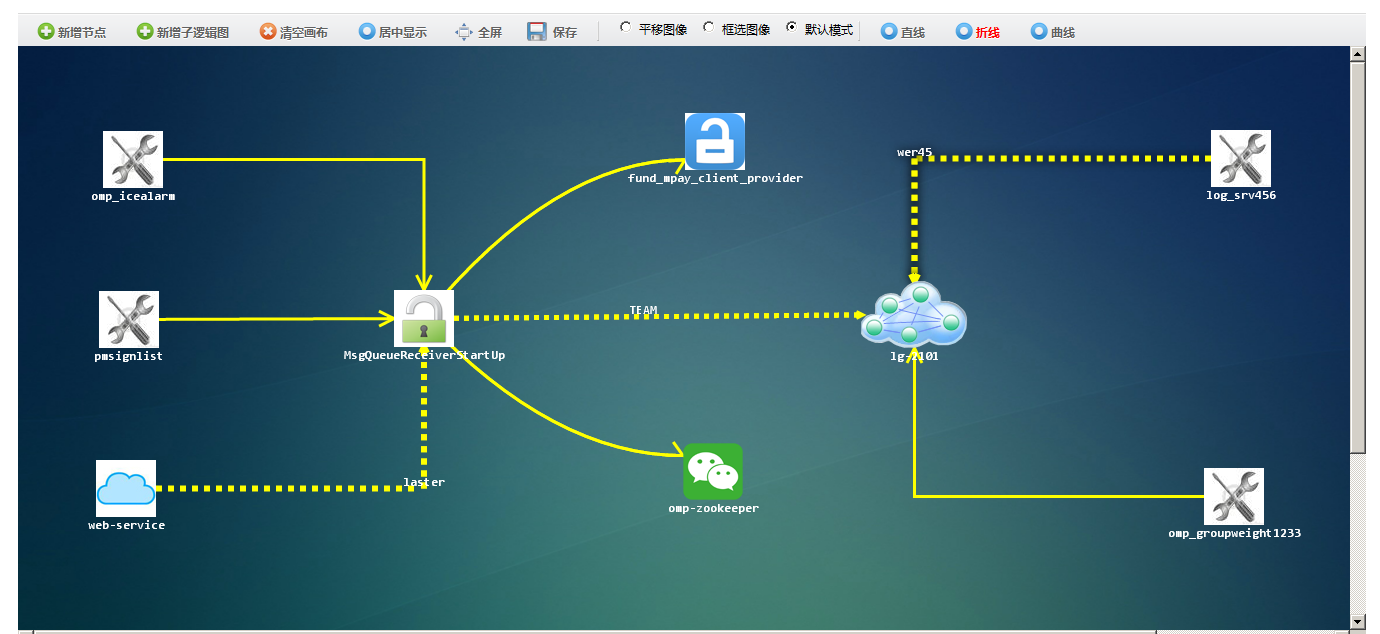 新增节点 新增子逻辑图 清空画布 居中显示 全屏 保存 平移图像 框选图像 默认模式 直线 折线 曲线
wer45
fund_mpay_client_provider
omp_icealarm
log_srv456
TEAM
pmsignlist
MsgQueueReceiverStartUp
lg-2101
laster
omp-zookeeper
web-service
omp_groupweight1233